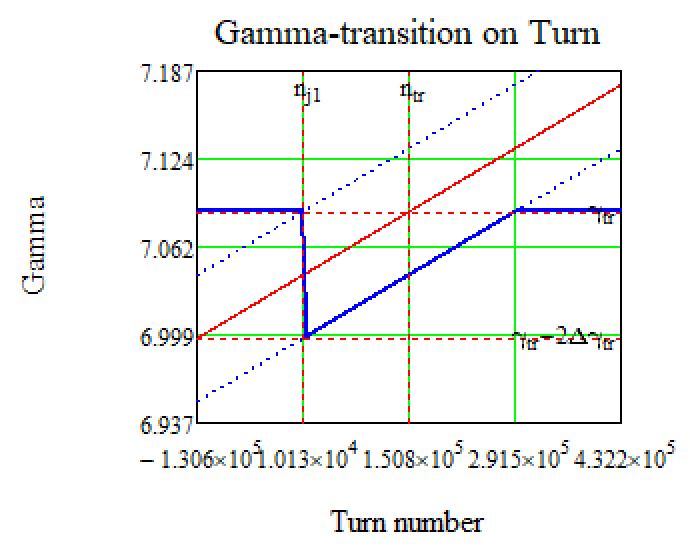 Gamma-transition on Turn
7.187
n_j1
n_tr
7.124
Gamma
γ_tr
7.062
6.999
γ_tr−2Δγ_tr
6.937
−1.306×10^5 1.013×10^4 1.508×10^5 2.915×10^5 4.322×10^5
Turn number